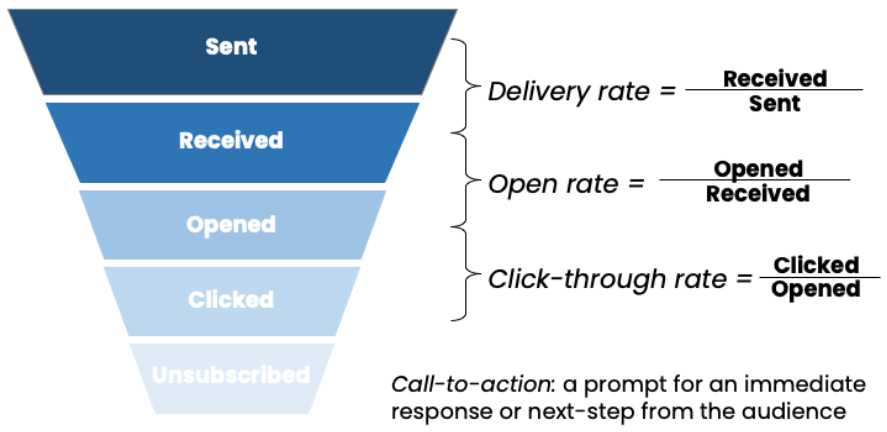 Sent
Received
Opened
Clicked
Unsubscribed
Delivery rate = Received
Sent
Open rate = Opened
Received
Click-through rate = Clicked
Opened
Call-to-action: a prompt for an immediate
response or next-step from the audience